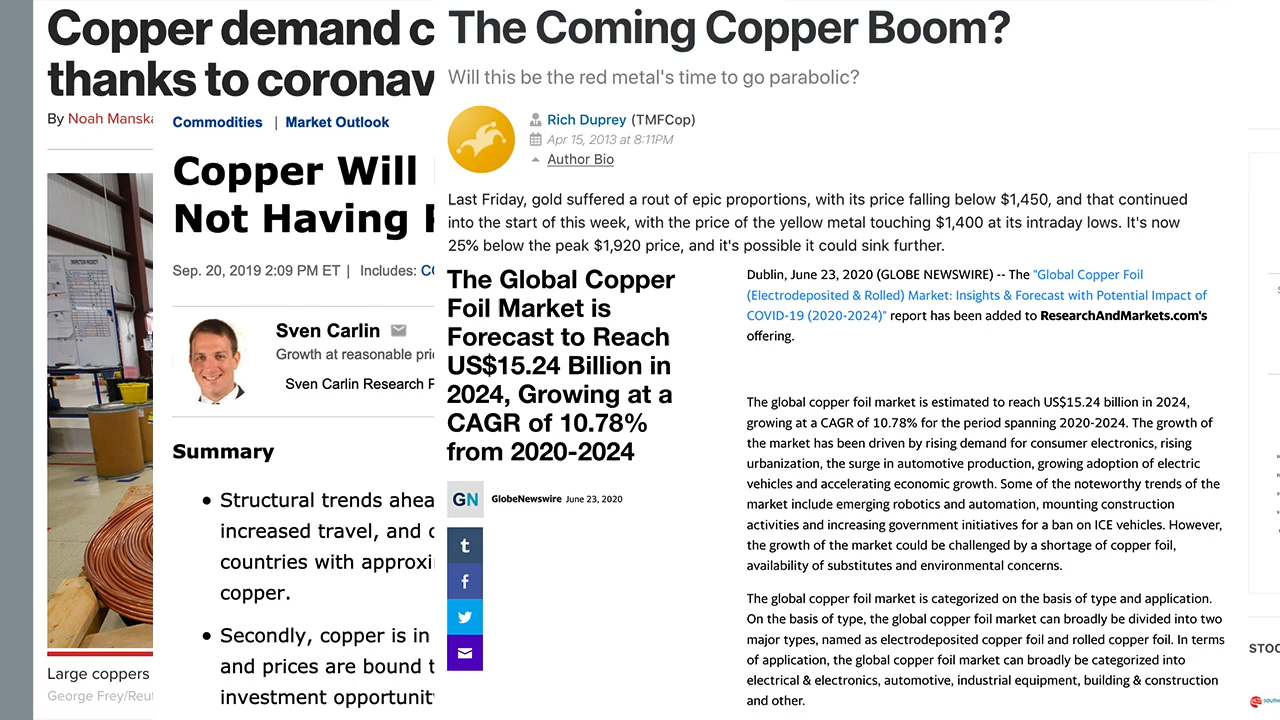 Copper demand c
thanks to coronav
By Noah Manska
Large coppers
George Frey/Reut
Commodities | Market Outlook
Copper Will
Not Having
Sep. 20, 2019 2:09 PM ET | Includes:
Sven Carlin
Growth at reasonable pric
Sven Carlin Research P
Summary
• Structural trends ahea
increased travel, and c
countries with approxi
copper.
• Secondly, copper is in
and prices are bound t
investment opportunit
The Coming Copper Boom?
Will this be the red metal's time to go parabolic?
Rich Duprey (TMFCop)
Apr 15, 2013 at 8:11PM
Author Bio
Last Friday, gold suffered a rout of epic proportions, with its price falling below $1,450, and that continued
into the start of this week, with the price of the yellow metal touching $1,400 at its intraday lows. It's now
25% below the peak $1,920 price, and it's possible it could sink further.
The Global Copper
Foil Market is
Forecast to Reach
US$15.24 Billion in
2024, Growing at a
CAGR of 10.78%
from 2020-2024
GN
GlobeNewswire June 23, 2020
t
f
Dublin, June 23, 2020 (GLOBE NEWSWIRE) -- The "Global Copper Foil
(Electrodeposited & Rolled) Market: Insights & Forecast with Potential Impact of
COVID-19 (2020-2024)" report has been added to ResearchAndMarkets.com's
offering.
The global copper foil market is estimated to reach US$15.24 billion in 2024,
growing at a CAGR of 10.78% for the period spanning 2020-2024. The growth of
the market has been driven by rising demand for consumer electronics, rising
urbanization, the surge in automotive production, growing adoption of electric
vehicles and accelerating economic growth. Some of the noteworthy trends of the
market include emerging robotics and automation, mounting construction
activities and increasing government initiatives for a ban on ICE vehicles. However,
the growth of the market could be challenged by a shortage of copper foil,
availability of substitutes and environmental concerns.
The global copper foil market is categorized on the basis of type and application.
On the basis of type, the global copper foil market can broadly be divided into two
major types, named as electrodeposited copper foil and rolled copper foil. In terms
of application, the global copper foil market can broadly be categorized into
electrical & electronics, automotive, industrial equipment, building & construction
and other.
STOC